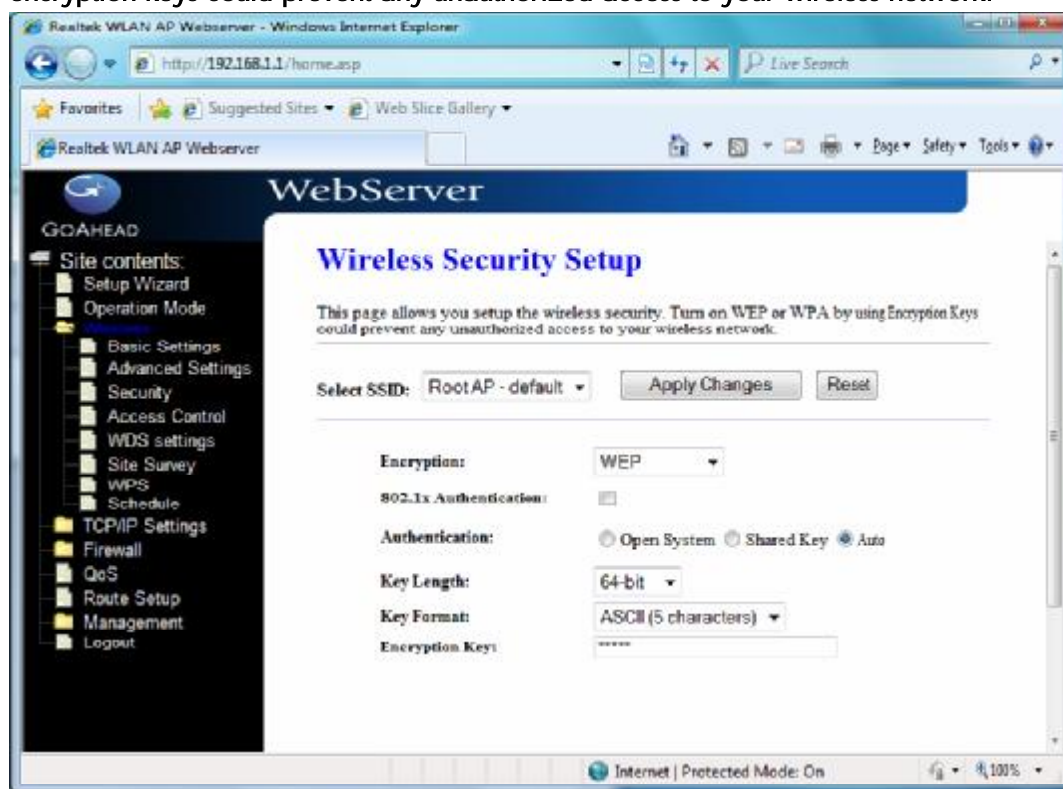 encryption keys could prevent any unauthorized access to your wireless network.
Realtek WLAN AP Webserver - Windows Internet Explorer
http://192.168.1.1/home.asp
Live Search
Favorites
Suggested Sites
Web Slice Gallery
Realtek WLAN AP Webserver
Page
Safety
Tools
WebServer
GOAHEAD
Site contents:
Setup Wizard
Operation Mode
Wireless
Basic Settings
Advanced Settings
Security
Access Control
WDS settings
Site Survey
WPS
Schedule
TCP/IP Settings
Firewall
QoS
Route Setup
Management
Logout
Wireless Security Setup
This page allows you setup the wireless security. Turn on WEP or WPA by using Encryption Keys
could prevent any unauthorized access to your wireless network.
Select SSID: Root AP - default Apply Changes Reset
Encryption: WEP
802.1x Authentication:
Authentication: Open System Shared Key Auto
Key Length: 64-bit
Key Format: ASCII (5 characters)
Encryption Key: *****
Internet | Protected Mode: On
100%